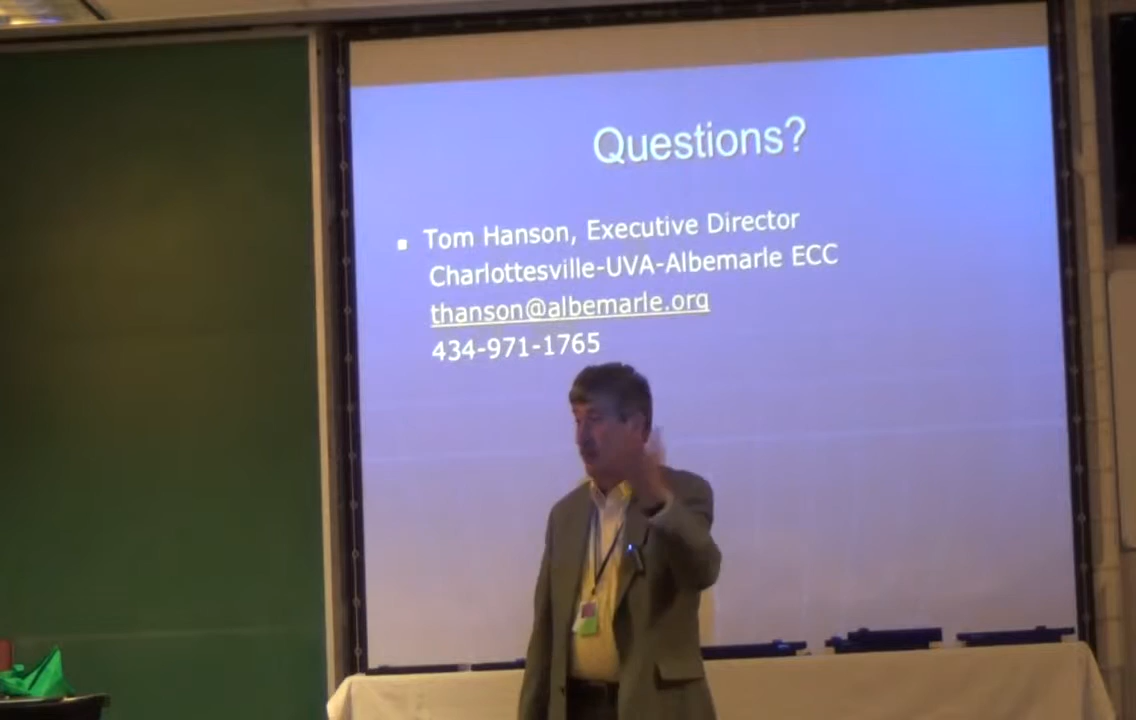 Questions?
Tom Hanson, Executive Director
Charlottesville-UVA-Albemarle ECC
thanson@albemarle.org
434-971-1765